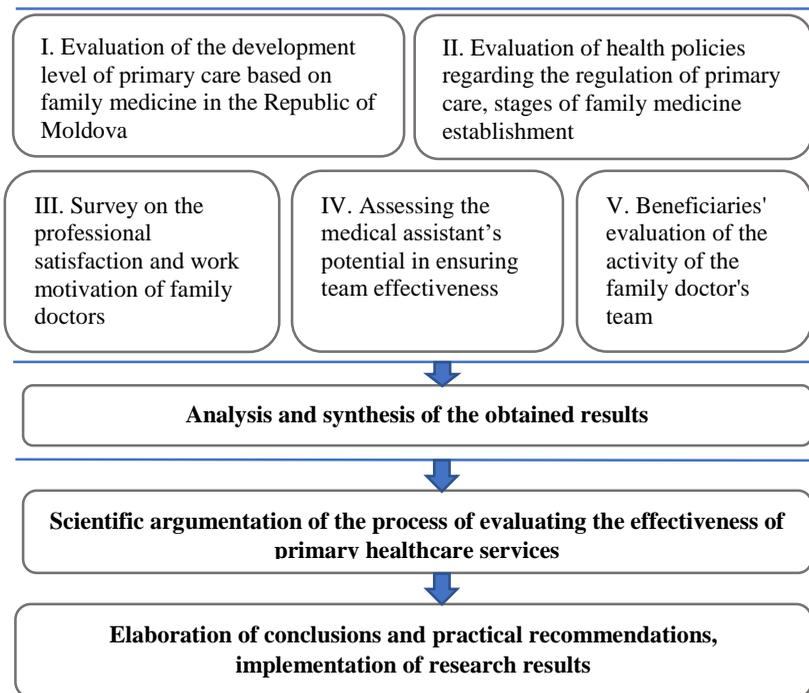 I. Evaluation of the development
level of primary care based on
family medicine in the Republic of
Moldova
II. Evaluation of health policies
regarding the regulation of primary
care, stages of family medicine
establishment
III. Survey on the
professional
satisfaction and work
motivation of family
doctors
IV. Assessing the
medical assistant’s
potential in ensuring
team effectiveness
V. Beneficiaries'
evaluation of the
activity of the
family doctor's
team
Analysis and synthesis of the obtained results
Scientific argumentation of the process of evaluating the effectiveness of
primary healthcare services
Elaboration of conclusions and practical recommendations,
implementation of research results